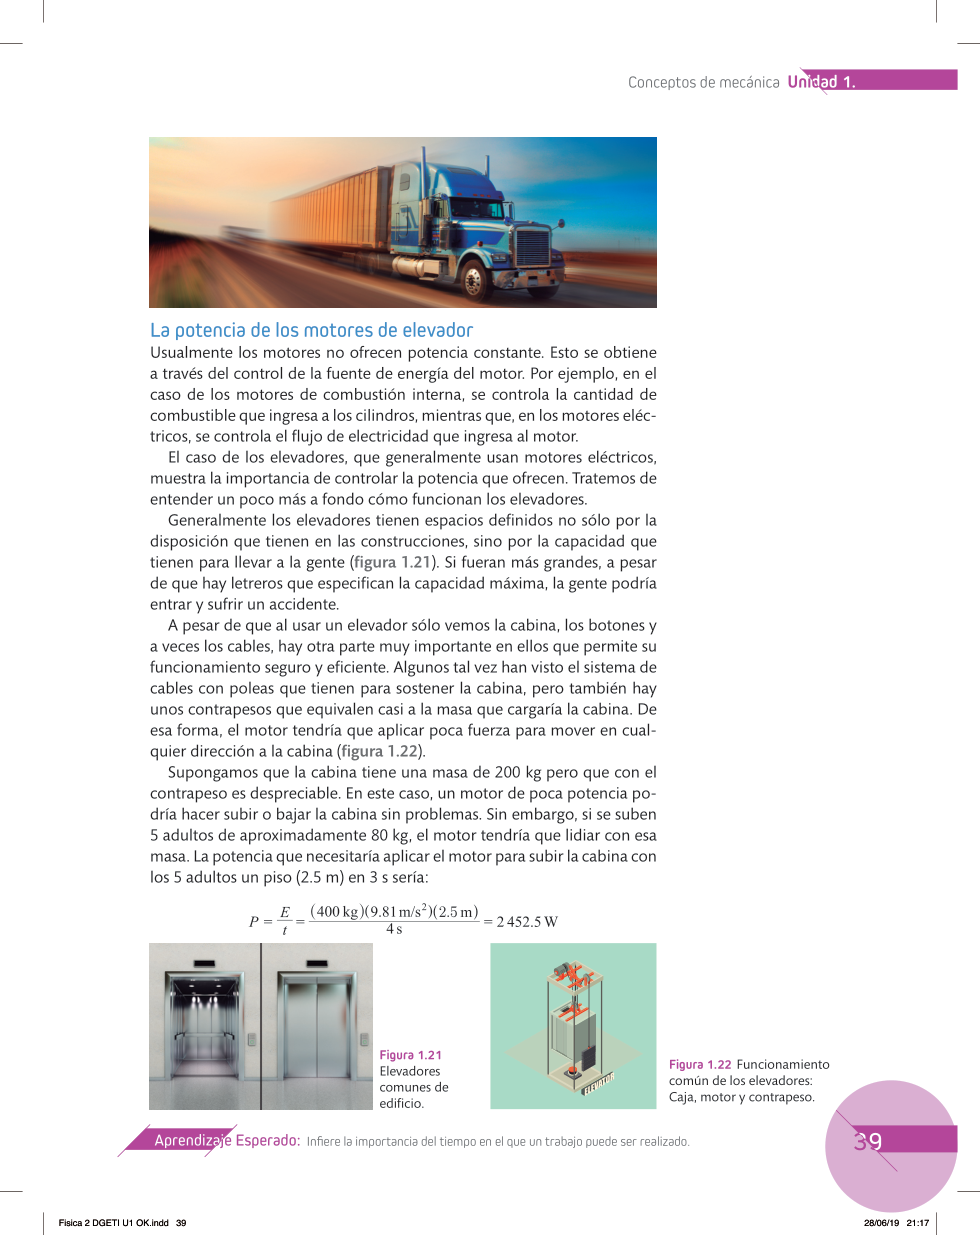 Conceptos de mecánica Unidad 1.
La potencia de los motores de elevador
Usualmente los motores no ofrecen potencia constante. Esto se obtiene
a través del control de la fuente de energía del motor. Por ejemplo, en el
caso de los motores de combustión interna, se controla la cantidad de
combustible que ingresa a los cilindros, mientras que, en los motores eléc-
tricos, se controla el flujo de electricidad que ingresa al motor.
El caso de los elevadores, que generalmente usan motores eléctricos,
muestra la importancia de controlar la potencia que ofrecen. Tratemos de
entender un poco más a fondo cómo funcionan los elevadores.
Generalmente los elevadores tienen espacios definidos no sólo por la
disposición que tienen en las construcciones, sino por la capacidad que
tienen para llevar a la gente (figura 1.21). Si fueran más grandes, a pesar
de que hay letreros que especifican la capacidad máxima, la gente podría
entrar y sufrir un accidente.
A pesar de que al usar un elevador sólo vemos la cabina, los botones y
a veces los cables, hay otra parte muy importante en ellos que permite su
funcionamiento seguro y eficiente. Algunos tal vez han visto el sistema de
cables con poleas que tienen para sostener la cabina, pero también hay
unos contrapesos que equivalen casi a la masa que cargaría la cabina. De
esa forma, el motor tendría que aplicar poca fuerza para mover en cual-
quier dirección a la cabina (figura 1.22).
Supongamos que la cabina tiene una masa de 200 kg pero que con el
contrapeso es despreciable. En este caso, un motor de poca potencia po-
dría hacer subir o bajar la cabina sin problemas. Sin embargo, si se suben
5 adultos de aproximadamente 80 kg, el motor tendría que lidiar con esa
masa. La potencia que necesitaría aplicar el motor para subir la cabina con
los 5 adultos un piso (2.5 m) en 3 s sería:
P = E/t = (400 kg)(9.81 m/s²)(2.5 m)/4 s = 2 452.5 W
Figura 1.21
Elevadores
comunes de
edificio.
ELEVATOR
Figura 1.22 Funcionamiento
común de los elevadores:
Caja, motor y contrapeso.
Aprendizaje Esperado: Infiere la importancia del tiempo en el que un trabajo puede ser realizado.
39
Fisica 2 DGETI U1 OK.indd 39
28/06/19 21:17